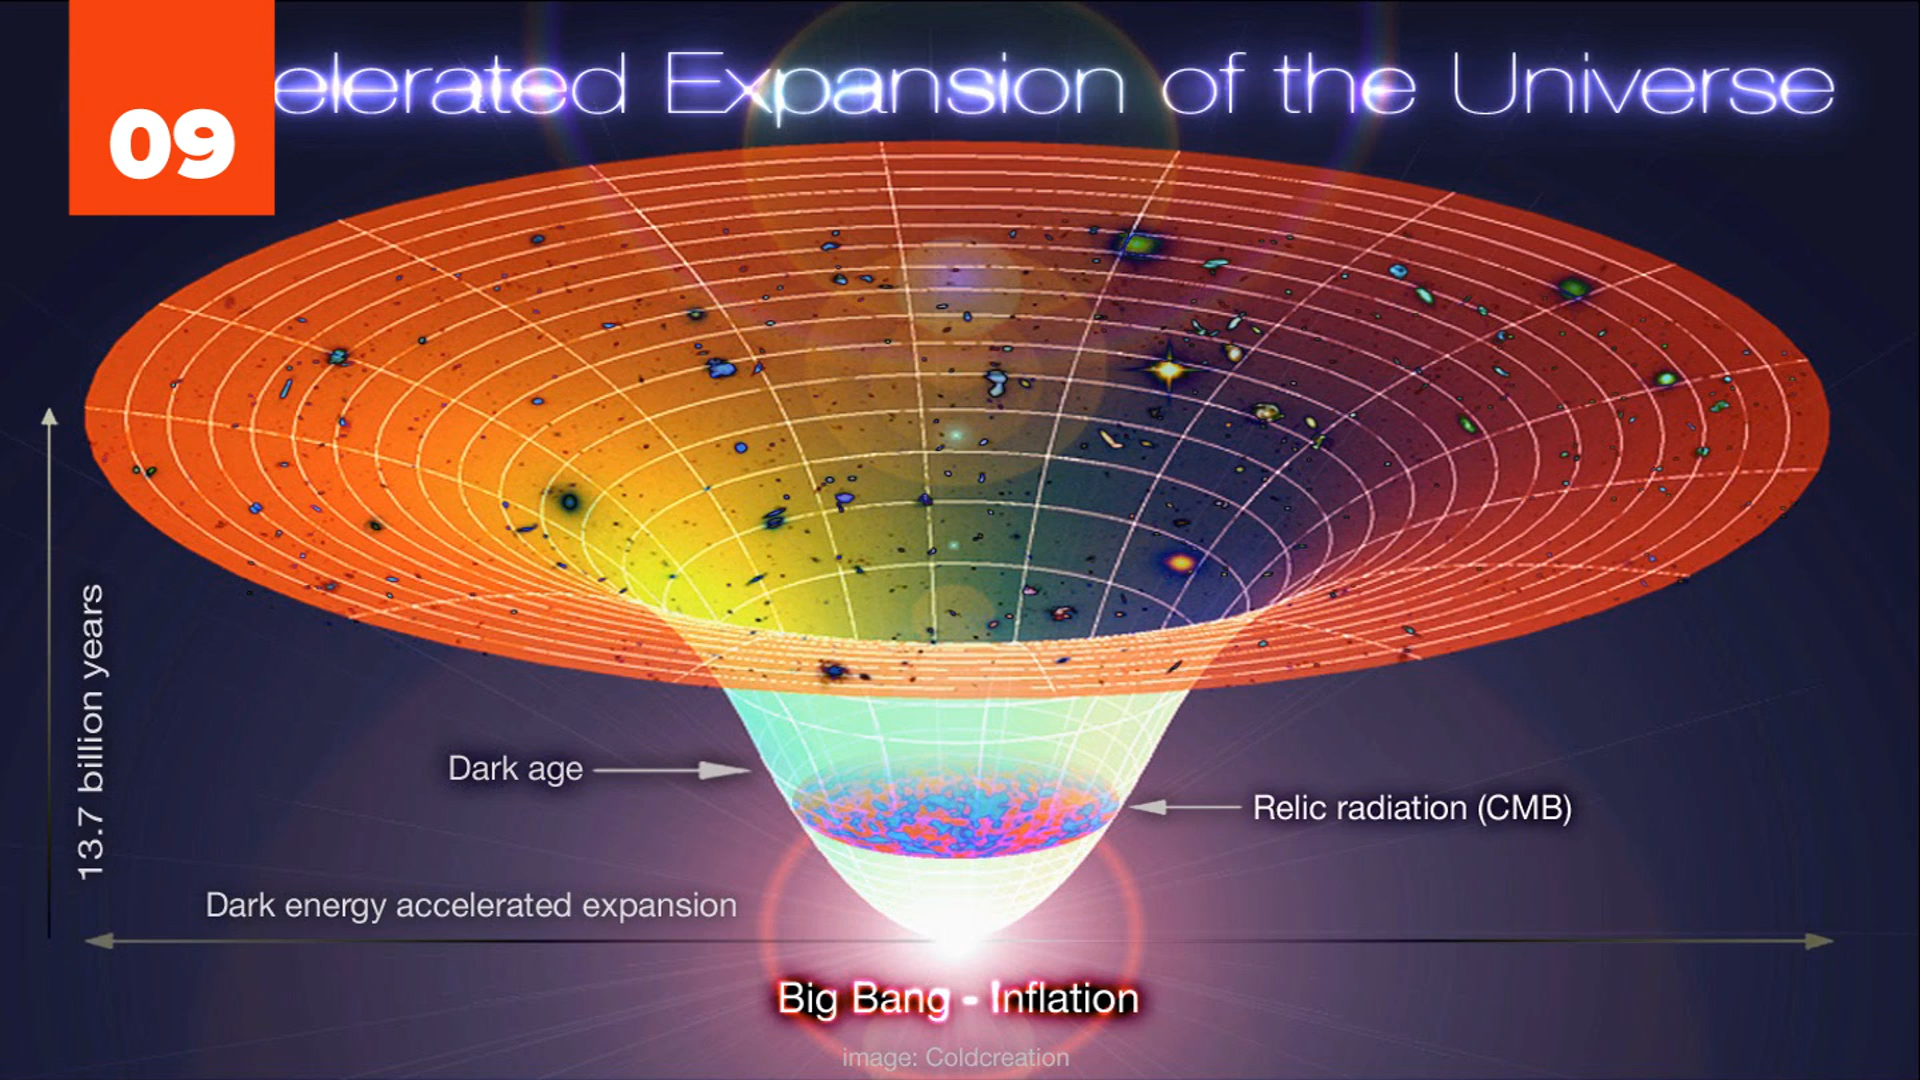 09
elerated Expansion of the Universe
13.7 billion years
Dark age
Relic radiation (CMB)
Dark energy accelerated expansion
Big Bang - Inflation
image: Coldcreation